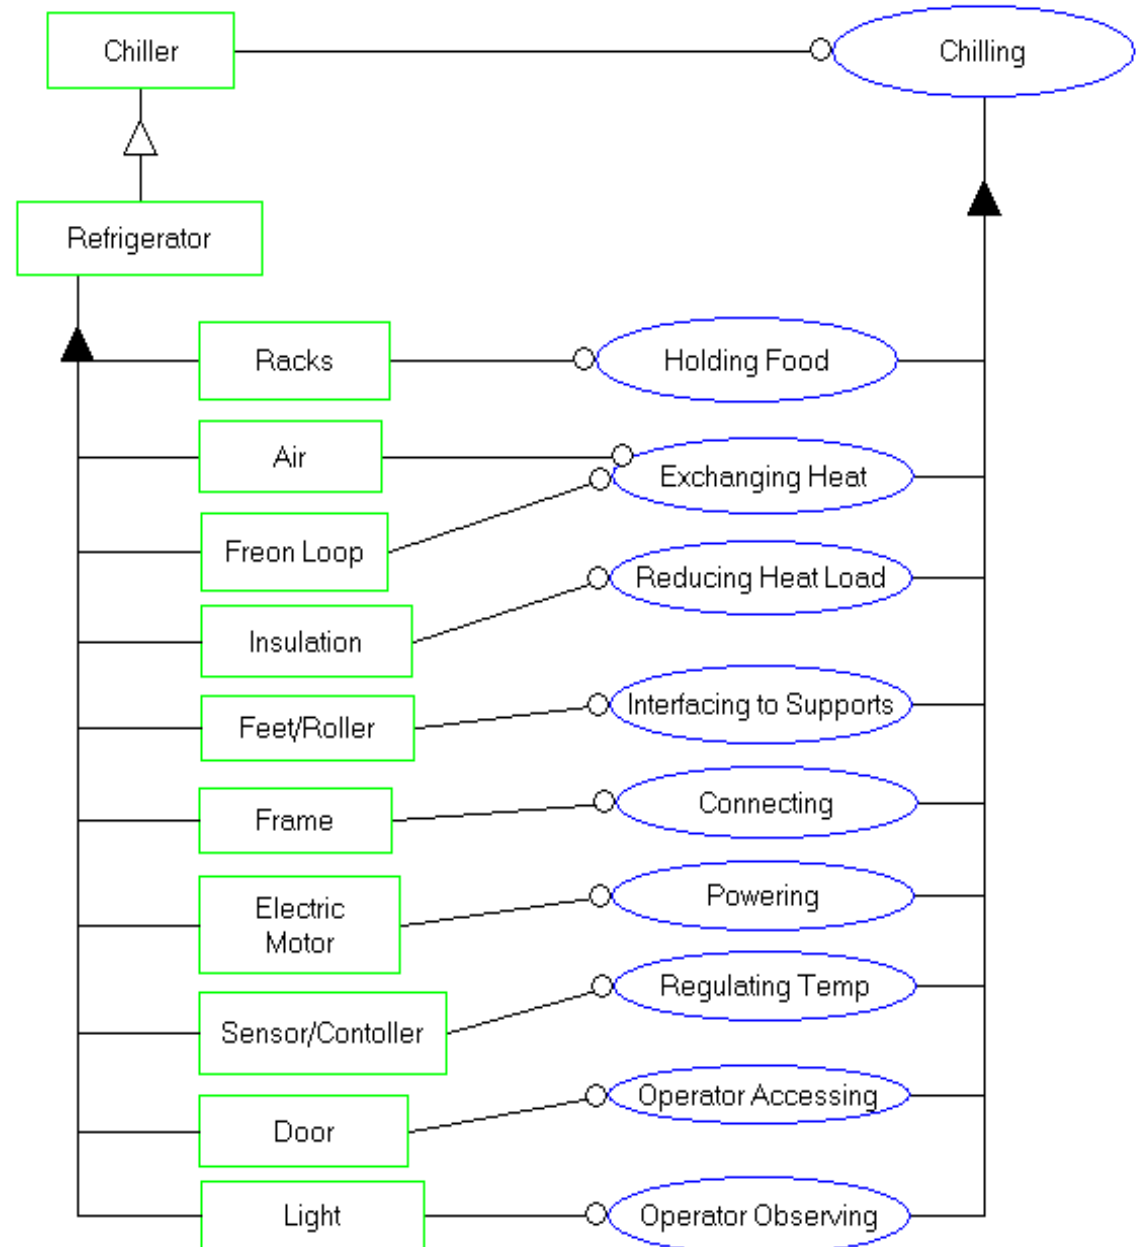 Chiller
Chilling
Refrigerator
Racks
Holding Food
Air
Exchanging Heat
Freon Loop
Reducing Heat Load
Insulation
Interfacing to Supports
Feet/Roller
Connecting
Frame
Powering
Electric
Motor
Regulating Temp
Sensor/Contoller
Operator Accessing
Door
Light
Operator Observing